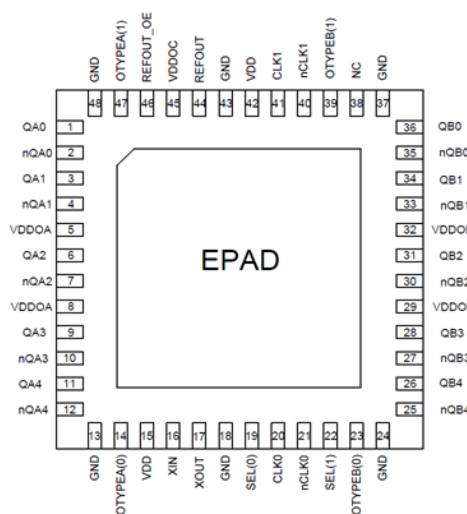 GND OTYPEA(1) REFOUT_OE VDDOC REFOUT GND VDD CLK1 nCLK1 OTYPEB(1) NC GND
48 47 46 45 44 43 42 41 40 39 38 37
QA0 1 36 QB0
nQA0 2 35 nQB0
QA1 3 34 QB1
nQA1 4 33 nQB1
VDDOA 5 32
QA2 6 31 QB2
EPAD
nQA2 7 30 nQB2
VDDOA 8 29
QA3 9 28 QB3
nQA3 10 27 nQB3
QA4 11 26 QB4
nQA4 12 25 nQB4
13 14 15 16 17 18 19 20 21 22 23 24
GND OTYPEA(0) VDD XIN XOUT GND SEL(0) CLK0 nCLK0 SEL(1) OTYPEB(0) GND